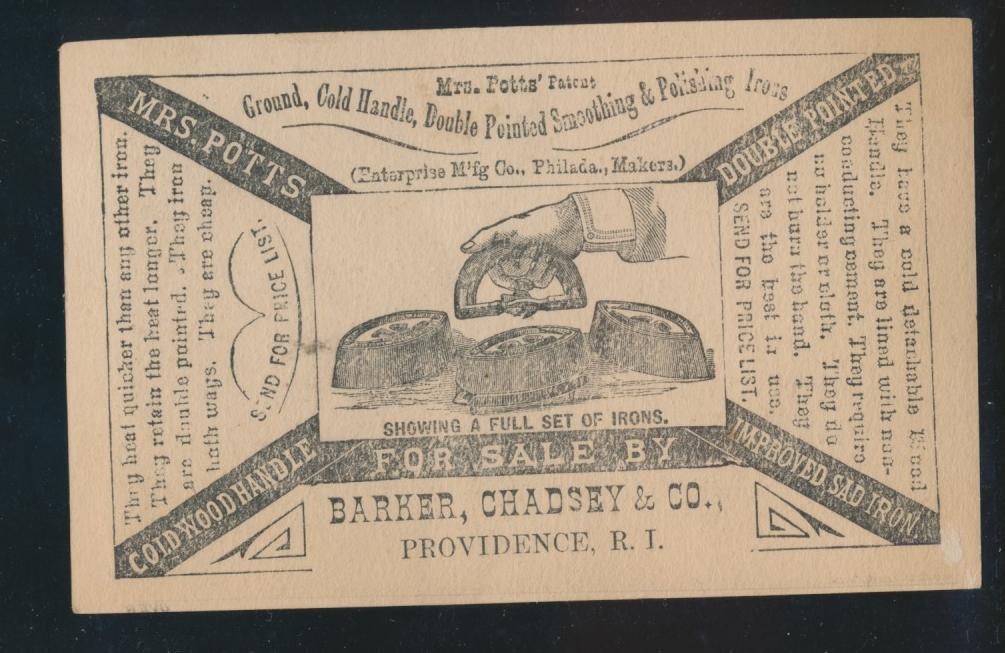 Mrs. Potts' Patent
Ground, Cold Handle, Double Pointed Smoothing & Polishing Irons
(Enterprise M'fg Co., Philada., Makers.)
MRS. POTTS
DOUBLE POINTED
They heat quicker than any other iron.
They retain the heat longer. They
are double pointed. They iron
both ways. They are cheap.
SEND FOR PRICE LIST.
They have a cold detachable Wood
Handle. They are lined with non-
conducting cement. They require
no holder or cloth. They do
not burn the hand. They
are the best in use.
SEND FOR PRICE LIST.
SHOWING A FULL SET OF IRONS.
COLD WOOD HANDLE
IMPROVED SAD IRON.
FOR SALE BY
BARKER, CHADSEY & CO.,
PROVIDENCE, R. I.